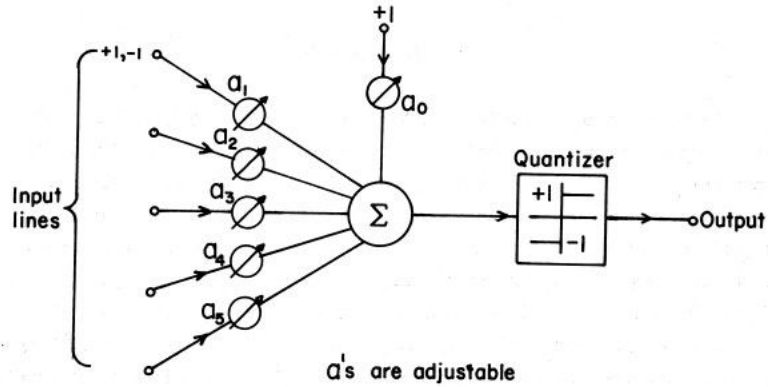 +1
+1,-1
a1
a0
a2
Quantizer
Input
lines
a3
+1
-1
Σ
Output
a4
a5
a's are adjustable